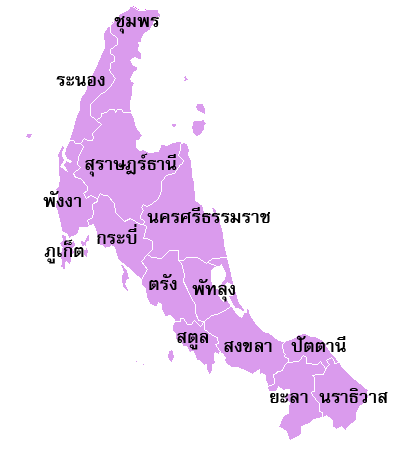 ชุมพร
ระนอง
สุราษฎร์ธานี
พังงา
นครศรีธรรมราช
กระบี่
ภูเก็ต
ตรัง
พัทลุง
สตูล
สงขลา
ปัตตานี
ยะลา
นราธิวาส